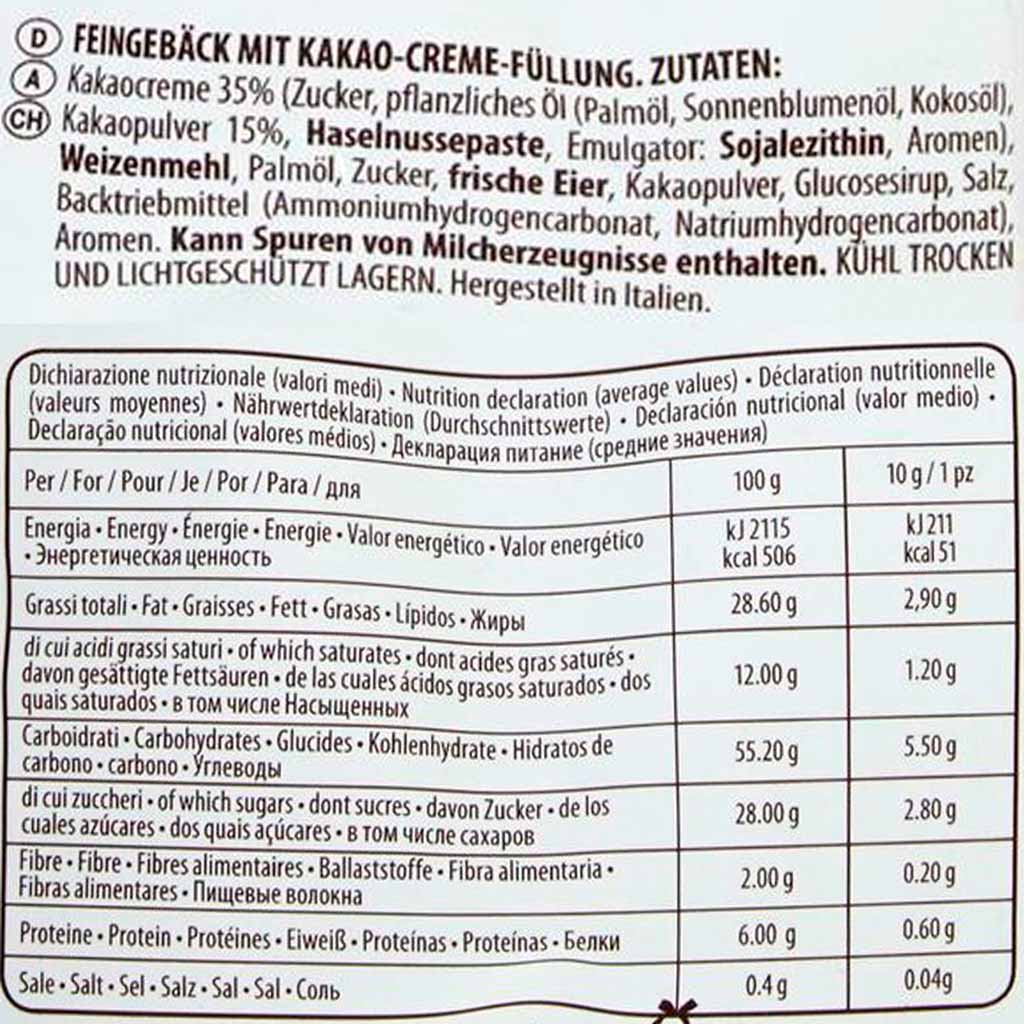 D FEINGEBÄCK MIT KAKAO-CREME-FÜLLUNG. ZUTATEN:
A Kakaocreme 35% (Zucker, pflanzliches Öl (Palmöl, Sonnenblumenöl, Kokosöl),
CH Kakaopulver 15%, Haselnussepaste, Emulgator: Sojalezithin, Aromen),
Weizenmehl, Palmöl, Zucker, frische Eier, Kakaopulver, Glucosesirup, Salz,
Backtriebmittel (Ammoniumhydrogencarbonat, Natriumhydrogencarbonat),
Aromen. Kann Spuren von Milcherzeugnisse enthalten. KÜHL TROCKEN
UND LICHTGESCHÜTZT LAGERN. Hergestellt in Italien.
Dichiarazione nutrizionale (valori medi) • Nutrition declaration (average values) • Déclaration nutritionnelle
(valeurs moyennes) • Nährwertdeklaration (Durchschnittswerte) • Declaración nutricional (valor medio) •
Declaração nutricional (valores médios) • Декларация питание (средние значения)
Per / For / Pour / Je / Por / Para / для 100 g 10 g / 1 pz
Energia • Energy • Énergie • Energie • Valor energético • Valor energético kJ 2115 kJ 211
• Энергетическая ценность kcal 506 kcal 51
Grassi totali • Fat • Graisses • Fett • Grasas • Lípidos • Жиры 28.60 g 2,90 g
di cui acidi grassi saturi • of which saturates • dont acides gras saturés •
davon gesättigte Fettsäuren • de las cuales ácidos grasos saturados • dos 12.00 g 1.20 g
quais saturados • в том числе Насыщенных
Carboidrati • Carbohydrates • Glucides • Kohlenhydrate • Hidratos de 55.20 g 5.50 g
carbono • carbono • Углеводы
di cui zuccheri • of which sugars • dont sucres • davon Zucker • de los 28.00 g 2.80 g
cuales azúcares • dos quais açúcares • в том числе сахаров
Fibre • Fibre • Fibres alimentaires • Ballaststoffe • Fibra alimentaria • 2.00 g 0.20 g
Fibras alimentares • Пищевые волокна
Proteine • Protein • Protéines • Eiweiß • Proteínas • Proteínas • Белки 6.00 g 0.60 g
Sale • Salt • Sel • Salz • Sal • Sal • Соль 0.4 g 0.04g